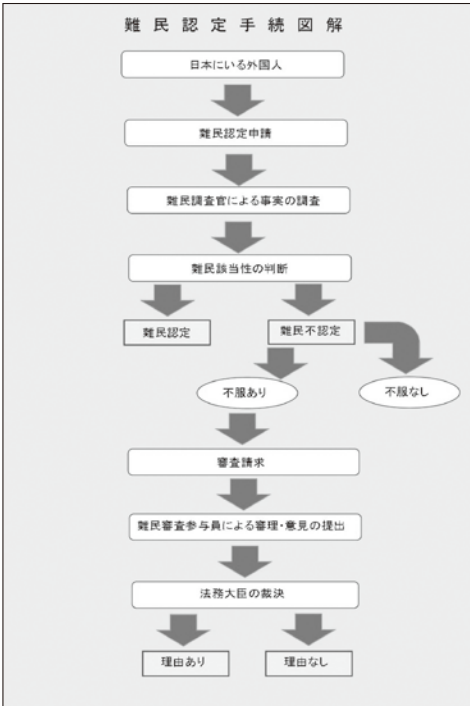 難民認定手続図解
日本にいる外国人
難民認定申請
難民調査官による事実の調査
難民該当性の判断
難民認定
難民不認定
不服あり
不服なし
審査請求
難民審査参与員による審理・意見の提出
法務大臣の裁決
理由あり
理由なし